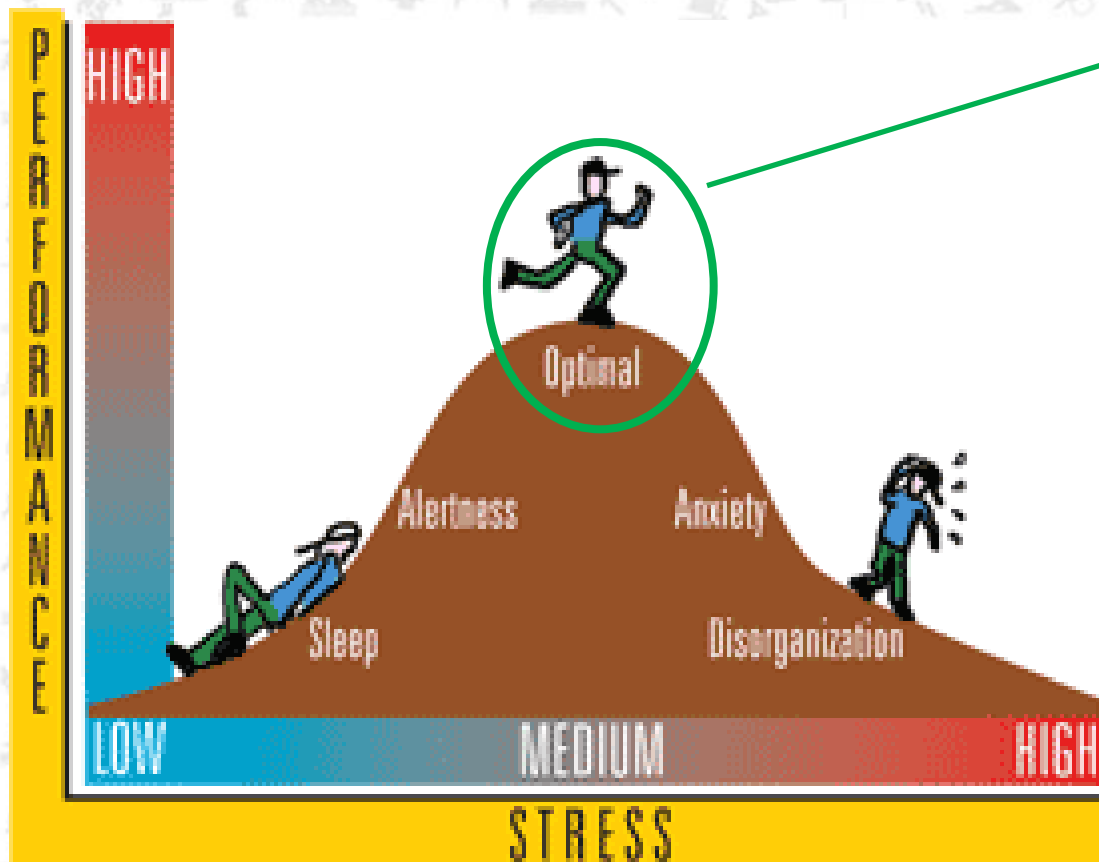 PERFORMANCE
HIGH
Optimal
Alertness
Anxiety
Sleep
Disorganization
LOW
MEDIUM
HIGH
STRESS